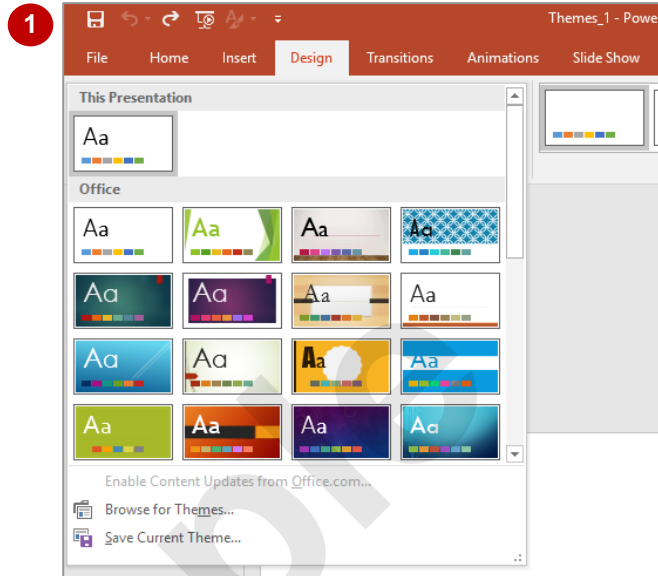 1
Themes_1 - Powe
File Home Insert Design Transitions Animations Slide Show
This Presentation
Aa
Office
Aa Aa Aa Aa
Aa Aa Aa Aa
Aa Aa Aa Aa
Aa Aa Aa Aa
Enable Content Updates from Office.com...
Browse for Themes...
Save Current Theme...